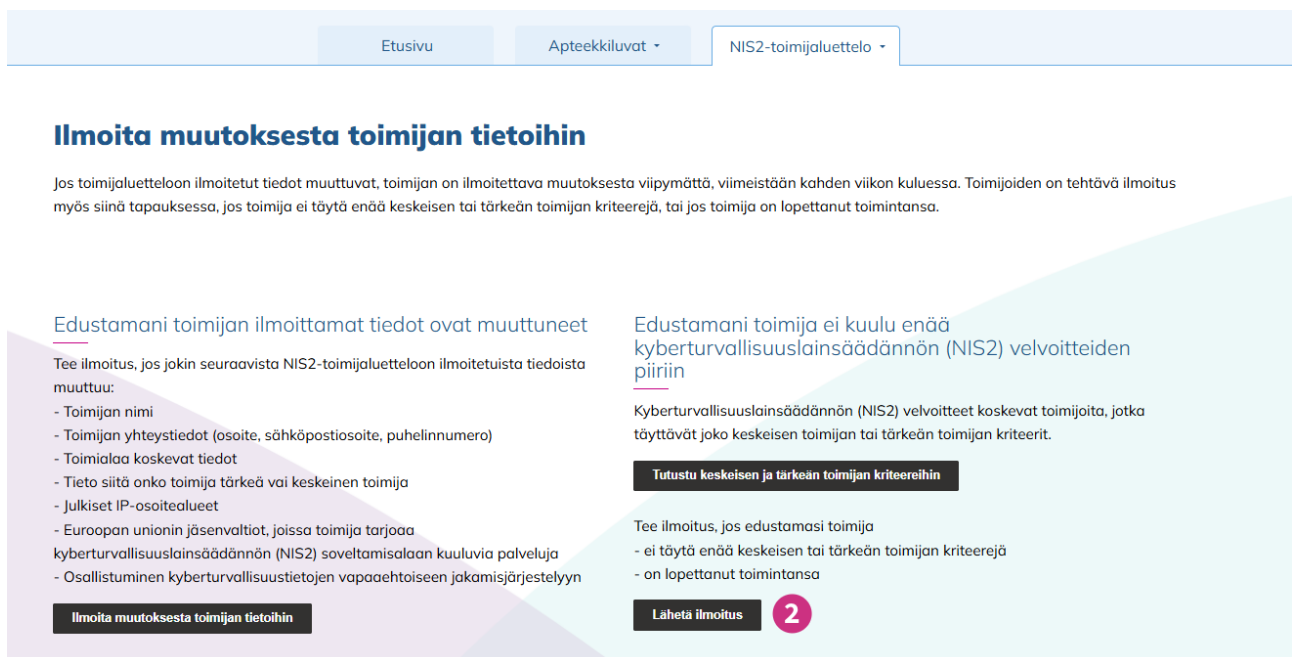 Etusivu
Apteekkiluvat
NIS2-toimijaluettelo
Ilmoita muutoksesta toimijan tietoihin
Jos toimijaluetteloon ilmoitetut tiedot muuttuvat, toimijan on ilmoitettava muutoksesta viipymättä, viimeistään kahden viikon kuluessa. Toimijoiden on tehtävä ilmoitus
myös siinä tapauksessa, jos toimija ei täytä enää keskeisen tai tärkeän toimijan kriteerejä, tai jos toimija on lopettanut toimintansa.
Edustamani toimijan ilmoittamat tiedot ovat muuttuneet
Tee ilmoitus, jos jokin seuraavista NIS2-toimijaluetteloon ilmoitetuista tiedoista
muuttuu:
- Toimijan nimi
- Toimijan yhteystiedot (osoite, sähköpostiosoite, puhelinnumero)
- Toimialaa koskevat tiedot
- Tieto siitä onko toimija tärkeä vai keskeinen toimija
- Julkiset IP-osoitealueet
- Euroopan unionin jäsenvaltiot, joissa toimija tarjoaa
kyberturvallisuuslainsäädännön (NIS2) soveltamisalaan kuuluvia palveluja
- Osallistuminen kyberturvallisuustietojen vapaaehtoiseen jakamisjärjestelyyn
Ilmoita muutoksesta toimijan tietoihin
Edustamani toimija ei kuulu enää
kyberturvallisuuslainsäädännön (NIS2) velvoitteiden
piiriin
Kyberturvallisuuslainsäädännön (NIS2) velvoitteet koskevat toimijoita, jotka
täyttävät joko keskeisen toimijan tai tärkeän toimijan kriteerit.
Tutustu keskeisen ja tärkeän toimijan kriteereihin
Tee ilmoitus, jos edustamasi toimija
- ei täytä enää keskeisen tai tärkeän toimijan kriteerejä
- on lopettanut toimintansa
Lähetä ilmoitus
2